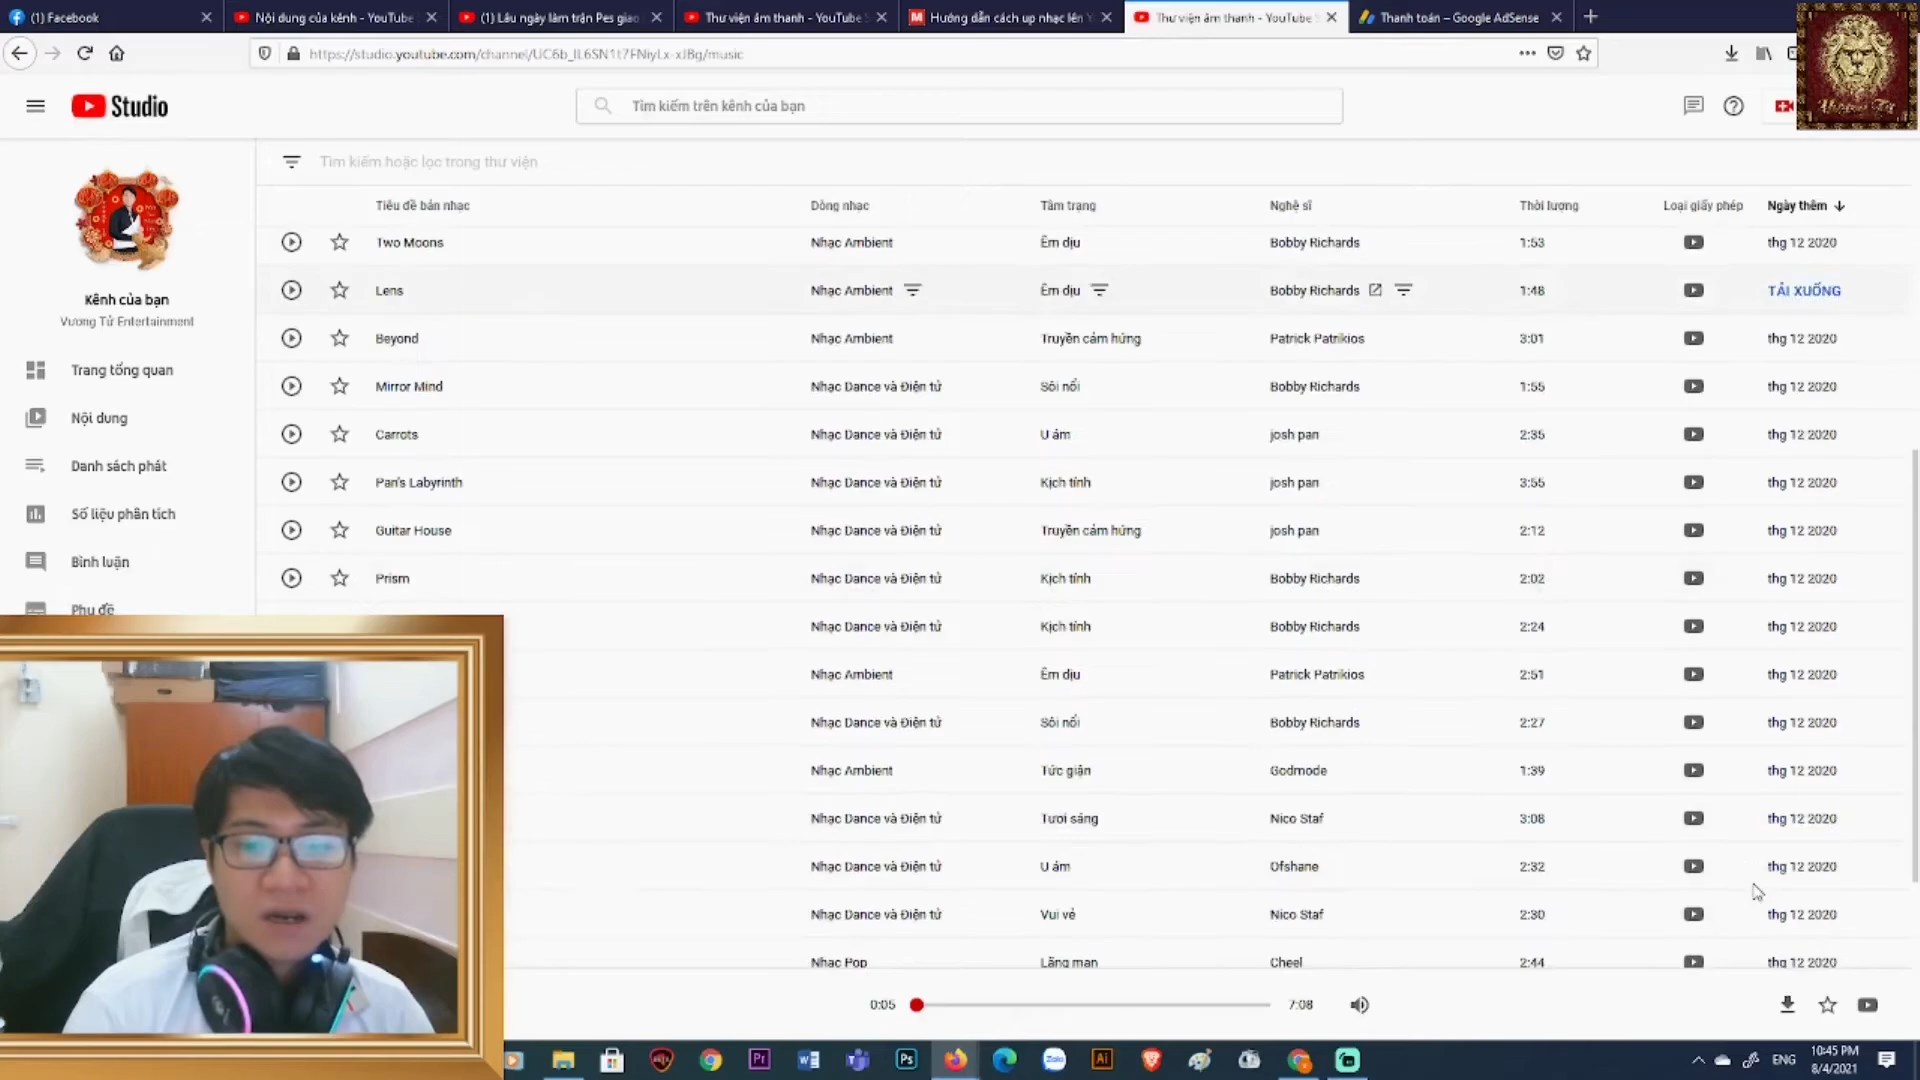 (1) Facebook
Nội dung của kênh - YouTube
(1) Lâu ngày làm trận Pes giao
Thư viện âm thanh - YouTube S
Hướng dẫn cách up nhạc lên Y
Thư viện âm thanh - YouTube S
Thanh toán – Google AdSense
https://studio.youtube.com/channel/UC6b_IL6SN1t7FNiyLx-xJBg/music
Studio
Tìm kiếm trên kênh của bạn
Kênh của bạn
Vương Tử Entertainment
Trang tổng quan
Nội dung
Danh sách phát
Số liệu phân tích
Bình luận
Phụ đề
Tìm kiếm hoặc lọc trong thư viện
Tiêu đề bản nhạc Dòng nhạc Tâm trạng Nghệ sĩ Thời lượng Loại giấy phép Ngày thêm
Two Moons Nhạc Ambient Êm dịu Bobby Richards 1:53 thg 12 2020
Lens Nhạc Ambient Êm dịu Bobby Richards 1:48 TẢI XUỐNG
Beyond Nhạc Ambient Truyền cảm hứng Patrick Patrikios 3:01 thg 12 2020
Mirror Mind Nhạc Dance và Điện tử Sôi nổi Bobby Richards 1:55 thg 12 2020
Carrots Nhạc Dance và Điện tử U ám josh pan 2:35 thg 12 2020
Pan's Labyrinth Nhạc Dance và Điện tử Kịch tính josh pan 3:55 thg 12 2020
Guitar House Nhạc Dance và Điện tử Truyền cảm hứng josh pan 2:12 thg 12 2020
Prism Nhạc Dance và Điện tử Kịch tính Bobby Richards 2:02 thg 12 2020
Nhạc Dance và Điện tử Kịch tính Bobby Richards 2:24 thg 12 2020
Nhạc Ambient Êm dịu Patrick Patrikios 2:51 thg 12 2020
Nhạc Dance và Điện tử Sôi nổi Bobby Richards 2:27 thg 12 2020
Nhạc Ambient Tức giận Godmode 1:39 thg 12 2020
Nhạc Dance và Điện tử Tươi sáng Nico Staf 3:08 thg 12 2020
Nhạc Dance và Điện tử U ám Ofshane 2:32 thg 12 2020
Nhạc Dance và Điện tử Vui vẻ Nico Staf 2:30 thg 12 2020
Nhạc Pop Lãng mạn Cheel 2:44 thg 12 2020
0:05 7:08
ENG 10:45 PM
8/4/2021